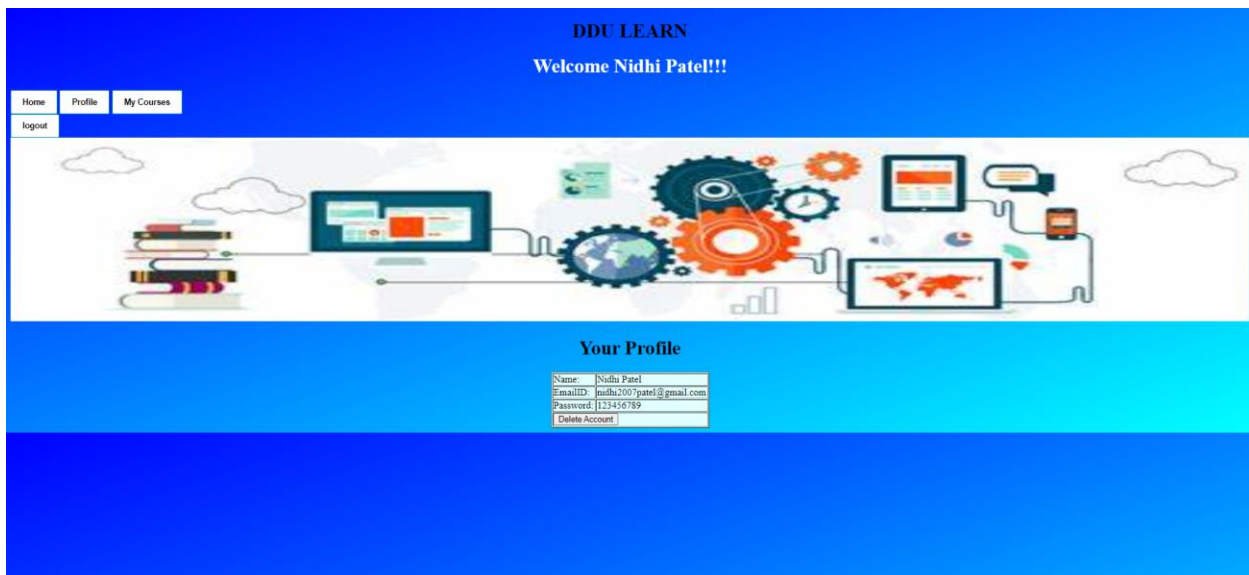 DDU LEARN
Welcome Nidhi Patel!!!
Home Profile My Courses
logout
Your Profile
Name: Nidhi Patel
EmailID: nidhi2007patel@gmail.com
Password: 123456789
Delete Account